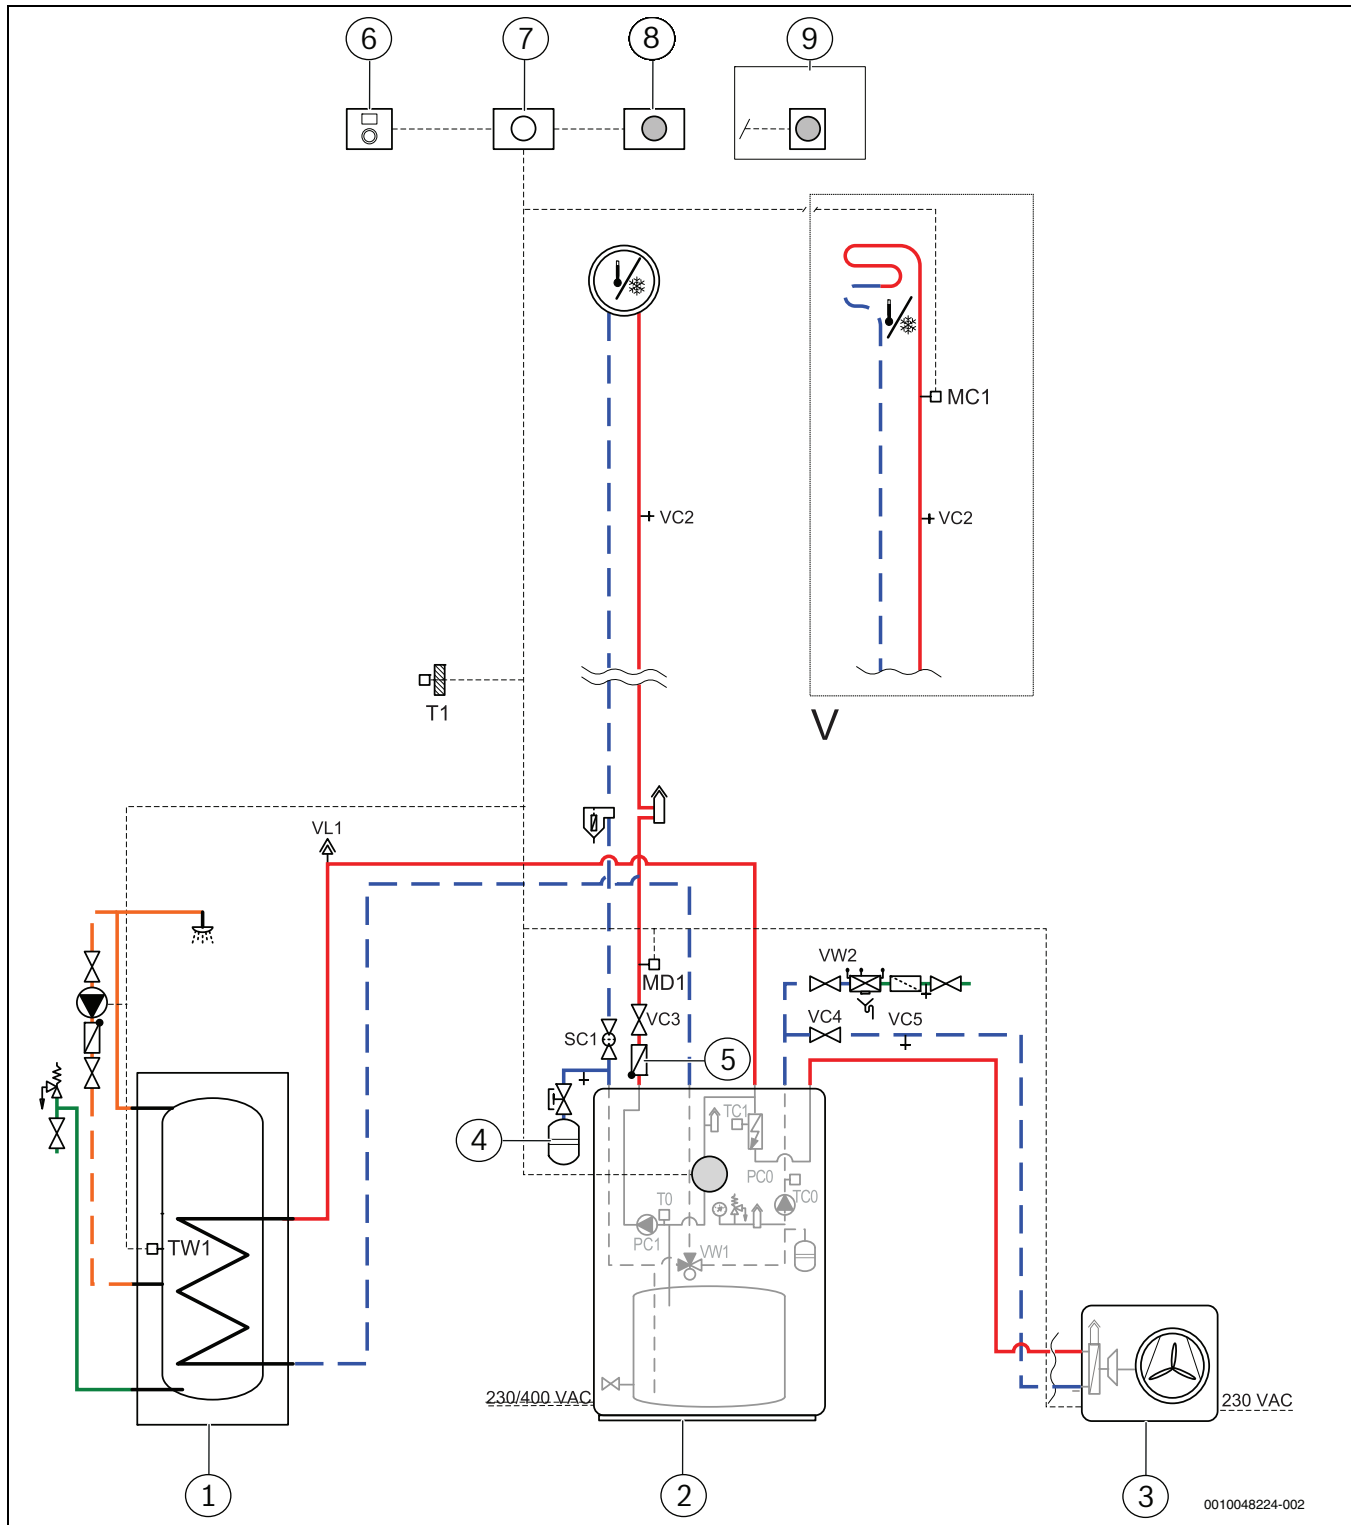 6
7
8
9
MC1
VC2
VC2
T1
V
VL1
VW2
MD1
VC3
VC4
VC5
SC1
5
4
TC1
PC0
TC0
T0
PC1
VW1
TW1
230/400 VAC
230 VAC
1
2
3
0010048224-002